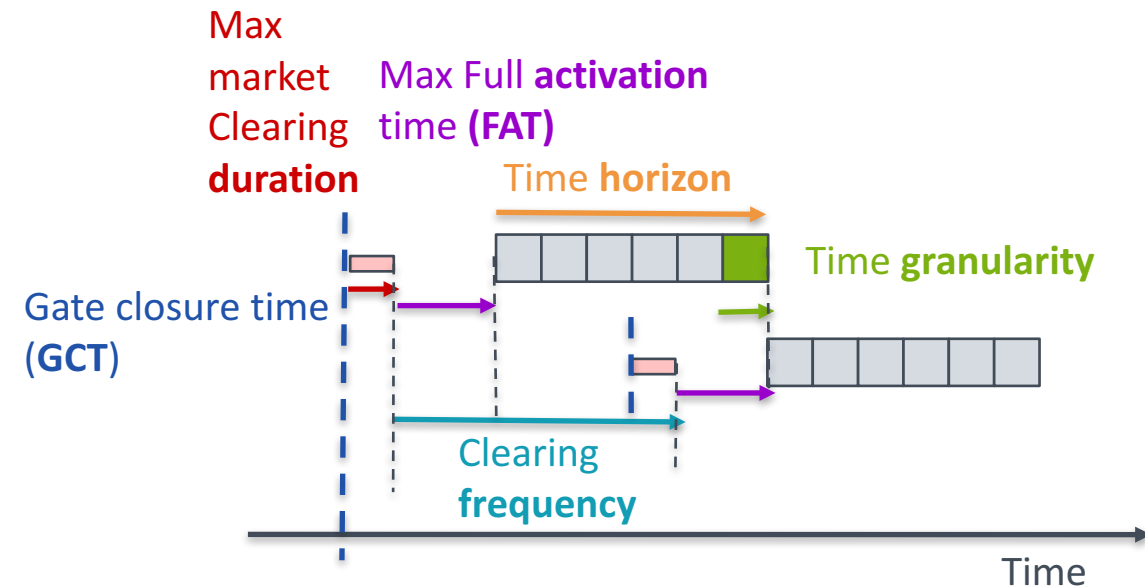 Max
market
Clearing
duration
Max Full activation
time (FAT)
Time horizon
Time granularity
Gate closure time
(GCT)
Clearing
frequency
Time